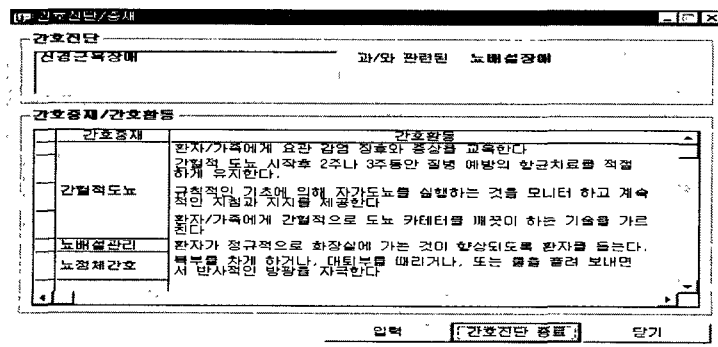 간호진단/중재
간호진단
신경근육장애 과/와 관련된 뇨배설장애
간호중재/간호활동
간호중재 간호활동
환자/가족에게 요관 감염 징후와 증상을 교육한다
간헐적 도뇨 시작후 2주나 3주동안 질병 예방의 항균치료를 적절
하게 유지한다.
간헐적도뇨 규칙적인 기초에 의해 자가도뇨를 실행하는 것을 모니터 하고 계속
적인 지침과 지지를 제공한다
환자/가족에게 간헐적으로 도뇨 카테터를 깨끗이 하는 기술을 가르
친다
뇨배설관리 환자가 정규적으로 화장실에 가는 것이 향상되도록 환자를 돕는다.
뇨정체간호 복부를 차게 하거나, 대퇴부를 때리거나, 또는 물을 흘려 보내면
서 반사적인 방광을 자극한다
입력 간호진단 종료 닫기